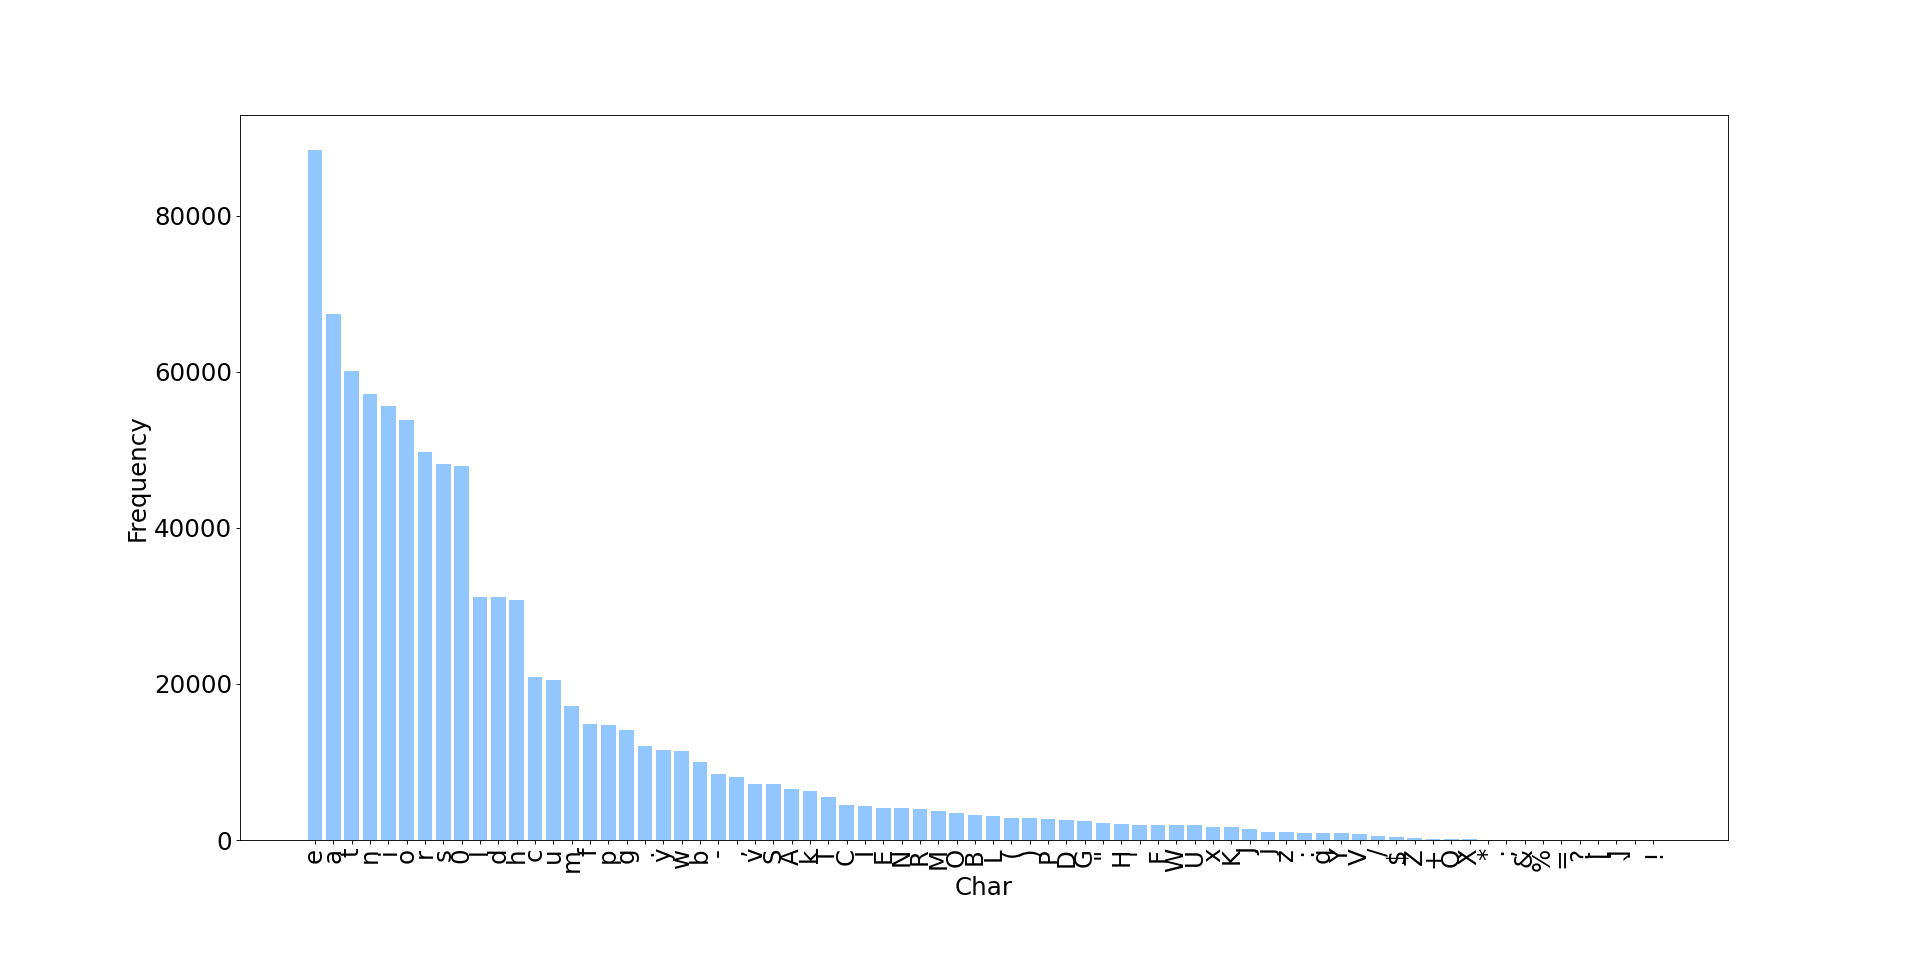 80000
60000
40000
20000
0
Frequency
e a t n i o r s 0 l d h c u m f p g . y w b - , v S A k T C I E N R M O B L ( ) P D G " H ' F W U x K J j z : q Y V / $ Z + Q X * ; & % = ? [ ] !
Char